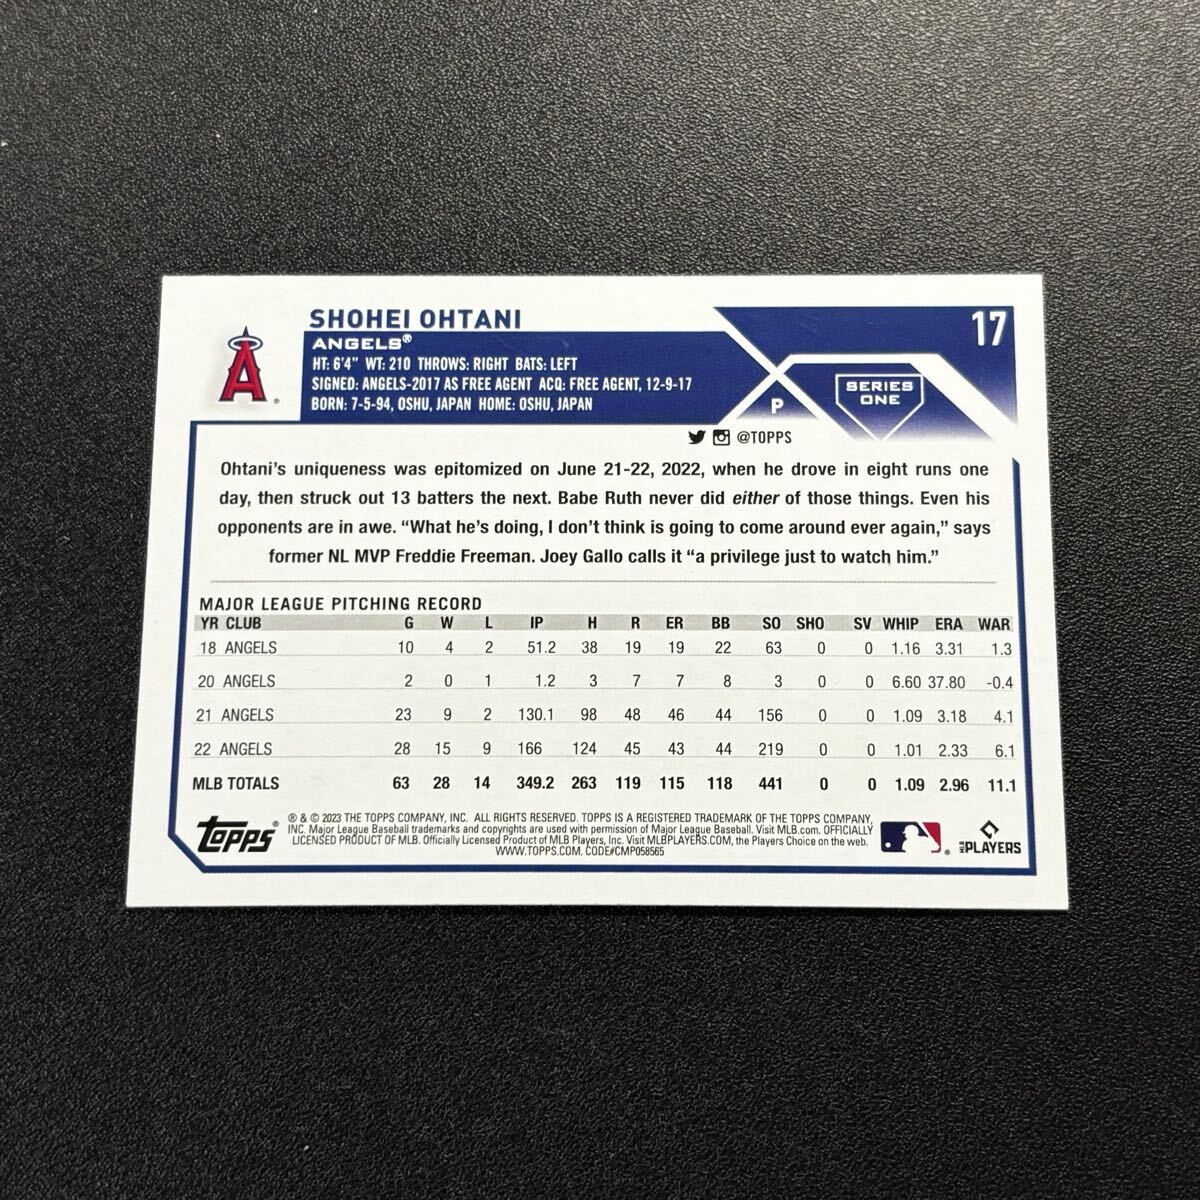 SHOHEI OHTANI
17
ANGELS®
HT: 6'4" WT: 210 THROWS: RIGHT BATS: LEFT
SIGNED: ANGELS-2017 AS FREE AGENT ACQ: FREE AGENT, 12-9-17
BORN: 7-5-94, OSHU, JAPAN HOME: OSHU, JAPAN
P
SERIES
ONE
@TOPPS
Ohtani's uniqueness was epitomized on June 21-22, 2022, when he drove in eight runs one
day, then struck out 13 batters the next. Babe Ruth never did either of those things. Even his
opponents are in awe. “What he's doing, I don't think is going to come around ever again,” says
former NL MVP Freddie Freeman. Joey Gallo calls it “a privilege just to watch him.”
MAJOR LEAGUE PITCHING RECORD
YR CLUB G W L IP H R ER BB SO SHO SV WHIP ERA WAR
18 ANGELS 10 4 2 51.2 38 19 19 22 63 0 0 1.16 3.31 1.3
20 ANGELS 2 0 1 1.2 3 7 7 8 3 0 0 6.60 37.80 -0.4
21 ANGELS 23 9 2 130.1 98 48 46 44 156 0 0 1.09 3.18 4.1
22 ANGELS 28 15 9 166 124 45 43 44 219 0 0 1.01 2.33 6.1
MLB TOTALS 63 28 14 349.2 263 119 115 118 441 0 0 1.09 2.96 11.1
Topps®
® & © 2023 THE TOPPS COMPANY, INC. ALL RIGHTS RESERVED. TOPPS IS A REGISTERED TRADEMARK OF THE TOPPS COMPANY,
INC. Major League Baseball trademarks and copyrights are used with permission of Major League Baseball. Visit MLB.com. OFFICIALLY
LICENSED PRODUCT OF MLB. Officially Licensed Product of MLB Players, Inc. Visit MLBPLAYERS.COM, the Players Choice on the web.
WWW.TOPPS.COM. CODE#CMP058565
MLB PLAYERS